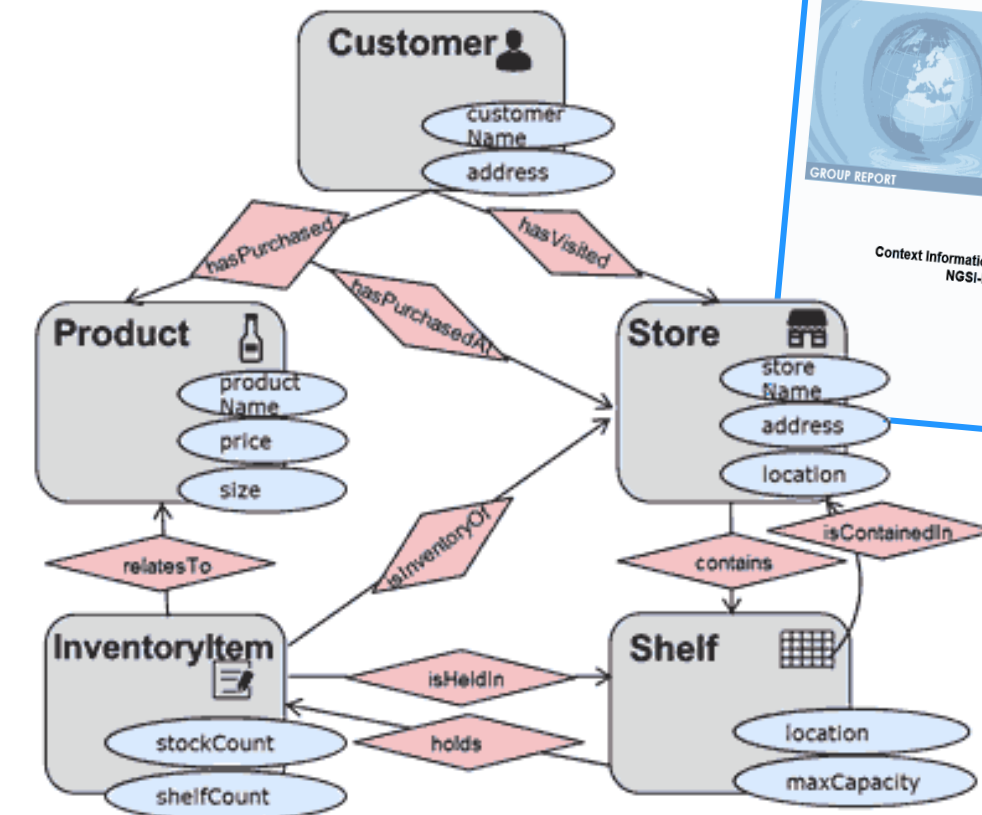 Customer
customer
Name
address
GROUP REPORT
hasPurchased
hasVisited
Context Informatio
NGSI-
hasPurchasedAt
Product
product
Name
price
size
Store
store
Name
address
location
isInventoryOf
isContainedIn
relatesTo
contains
InventoryItem
stockCount
shelfCount
isHeldIn
holds
Shelf
location
maxCapacity